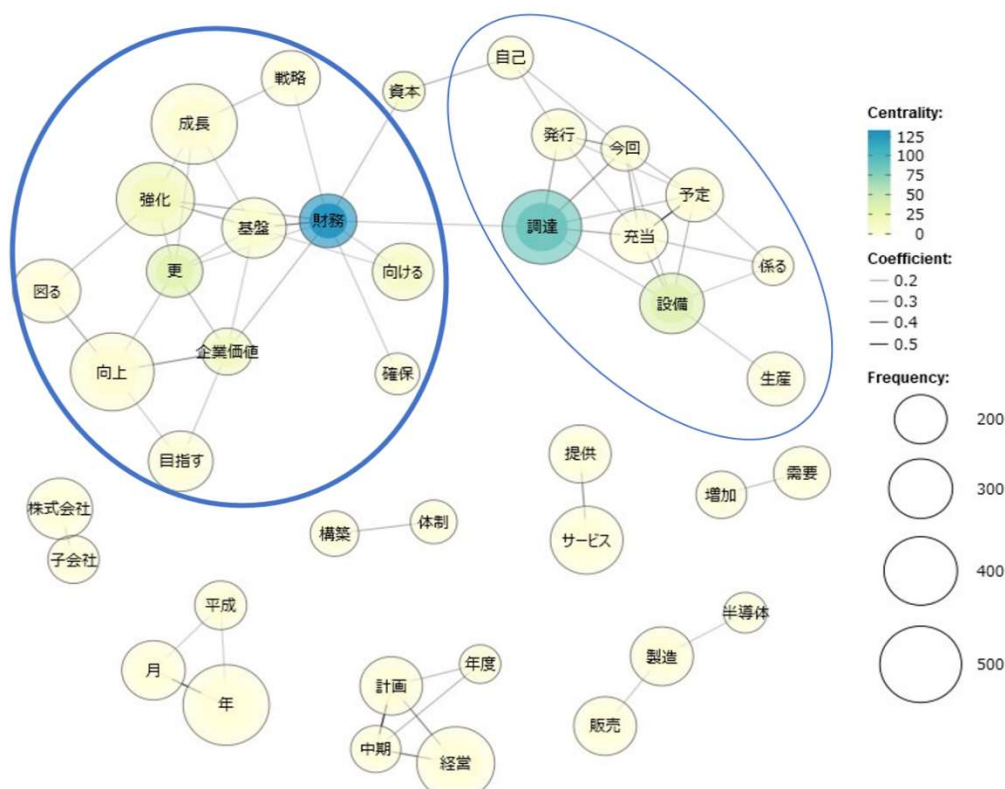 自己
戦略
資本
成長
発行
今回
強化
予定
財務
調達
基盤
充当
係る
更
向ける
図る
設備
企業価値
向上
確保
生産
目指す
提供
需要
増加
株式会社
構築
体制
サービス
子会社
平成
半導体
月
製造
年度
計画
年
販売
中期
経営
Centrality:
125
100
75
50
25
0
Coefficient:
0.2
0.3
0.4
0.5
Frequency:
200
300
400
500